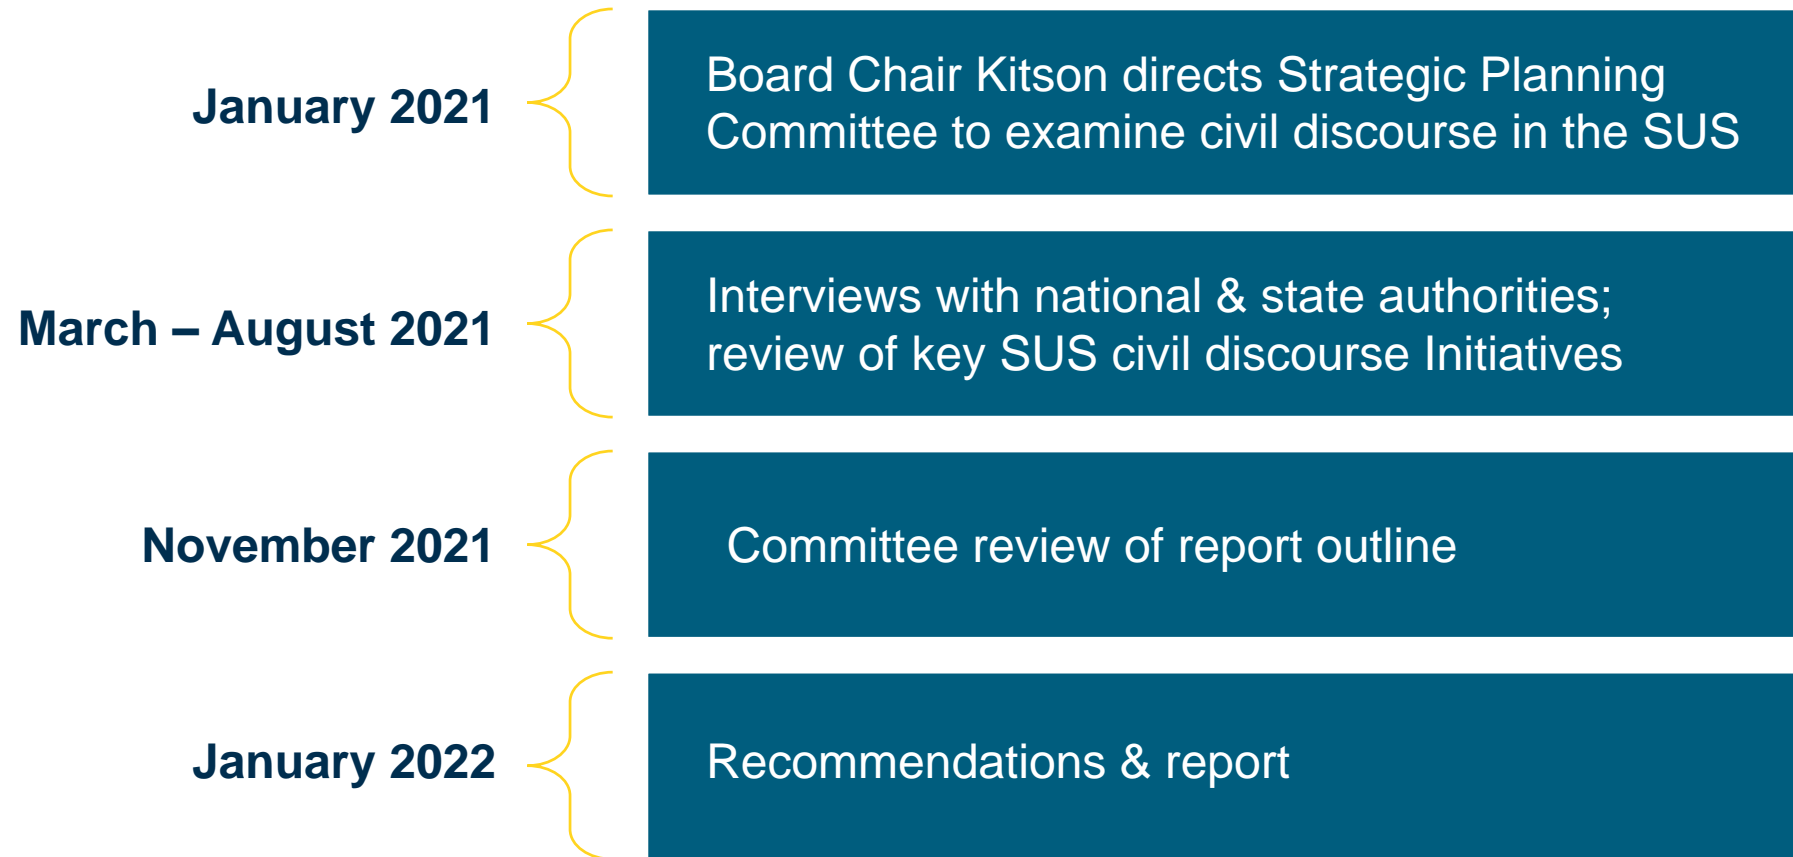 January 2021
Board Chair Kitson directs Strategic Planning
Committee to examine civil discourse in the SUS
March – August 2021
Interviews with national & state authorities;
review of key SUS civil discourse Initiatives
November 2021
Committee review of report outline
January 2022
Recommendations & report